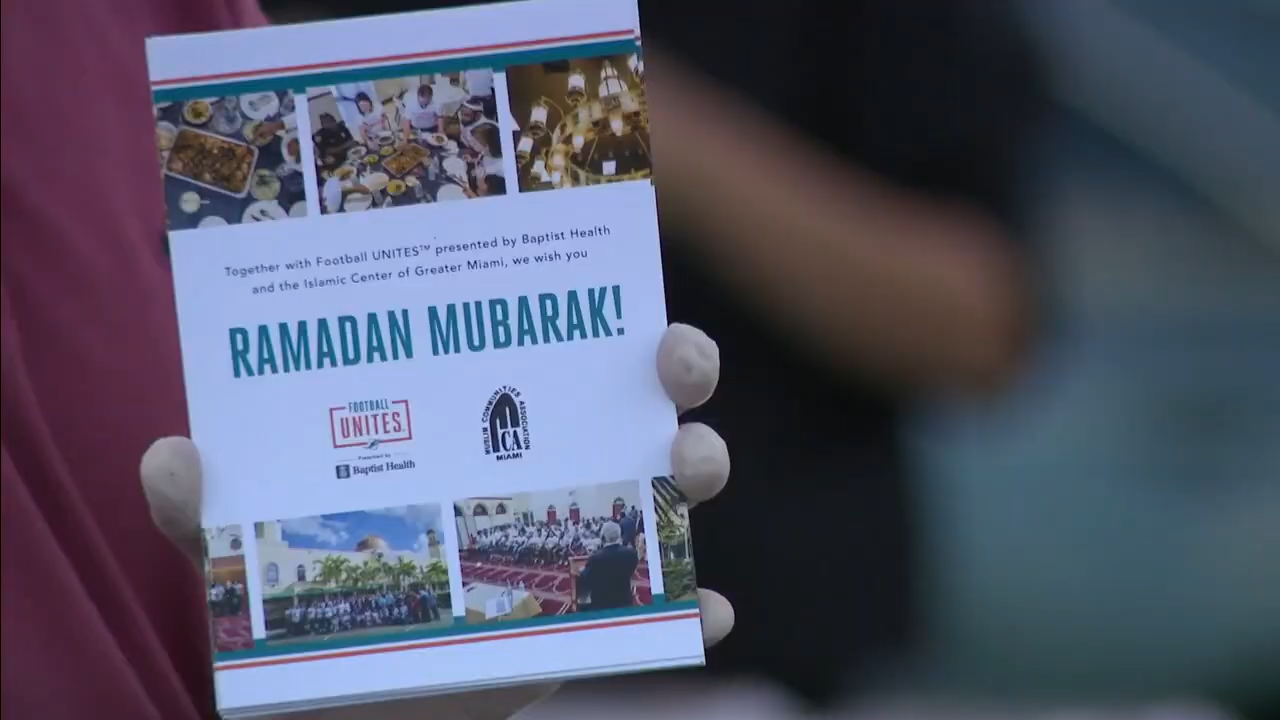 Together with Football UNITES™ presented by Baptist Health
and the Islamic Center of Greater Miami, we wish you
RAMADAN MUBARAK!
FOOTBALL
UNITES
Presented by
Baptist Health
MUSLIM COMMUNITIES ASSOCIATION
MCA
MIAMI